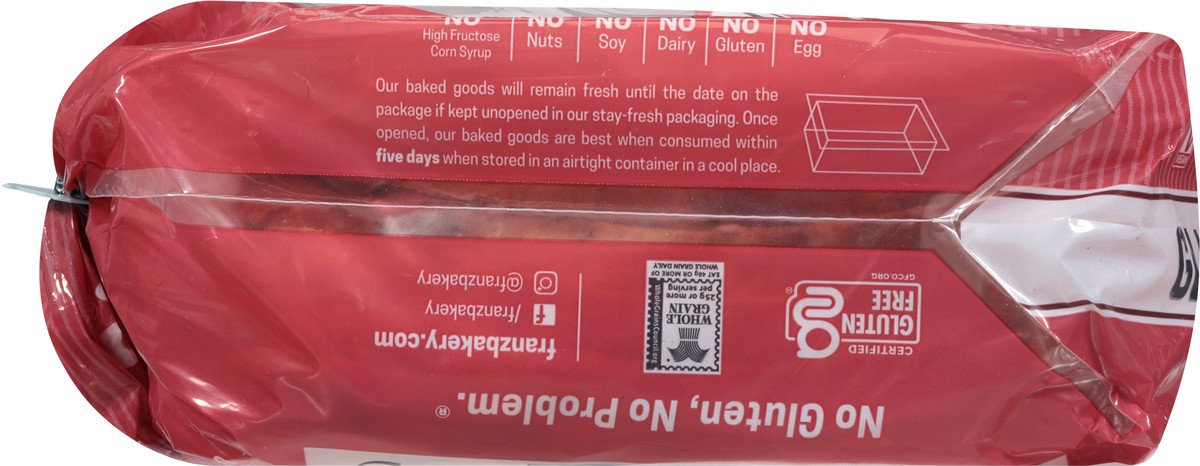 NO
High Fructose
Corn Syrup
NO
Nuts
NO
Soy
NO
Dairy
NO
Gluten
NO
Egg
Our baked goods will remain fresh until the date on the
package if kept unopened in our stay-fresh packaging. Once
opened, our baked goods are best when consumed within
five days when stored in an airtight container in a cool place.
No Gluten, No Problem.®
CERTIFIED
GLUTEN
FREE
®
GFCO.ORG
WHOLE
GRAIN
25g or more
per serving
WholeGrainsCouncil.org
EAT 48g OR MORE OF
WHOLE GRAIN DAILY
franzbakery.com
/franzbakery
@franzbakery